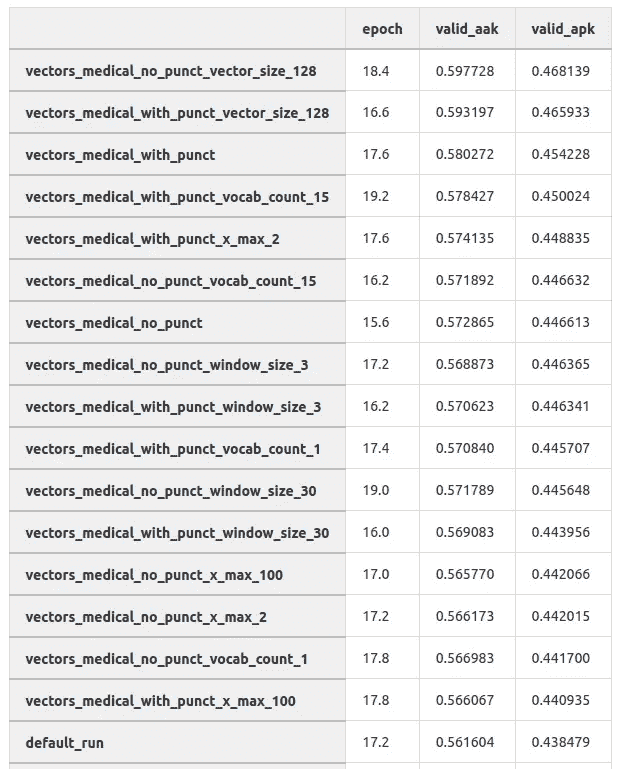 epoch valid_aak valid_apk
vectors_medical_no_punct_vector_size_128 18.4 0.597728 0.468139
vectors_medical_with_punct_vector_size_128 16.6 0.593197 0.465933
vectors_medical_with_punct 17.6 0.580272 0.454228
vectors_medical_with_punct_vocab_count_15 19.2 0.578427 0.450024
vectors_medical_with_punct_x_max_2 17.6 0.574135 0.448835
vectors_medical_no_punct_vocab_count_15 16.2 0.571892 0.446632
vectors_medical_no_punct 15.6 0.572865 0.446613
vectors_medical_no_punct_window_size_3 17.2 0.568873 0.446365
vectors_medical_with_punct_window_size_3 16.2 0.570623 0.446341
vectors_medical_with_punct_vocab_count_1 17.4 0.570840 0.445707
vectors_medical_no_punct_window_size_30 19.0 0.571789 0.445648
vectors_medical_with_punct_window_size_30 16.0 0.569083 0.443956
vectors_medical_no_punct_x_max_100 17.0 0.565770 0.442066
vectors_medical_no_punct_x_max_2 17.2 0.566173 0.442015
vectors_medical_no_punct_vocab_count_1 17.8 0.566983 0.441700
vectors_medical_with_punct_x_max_100 17.8 0.566067 0.440935
default_run 17.2 0.561604 0.438479